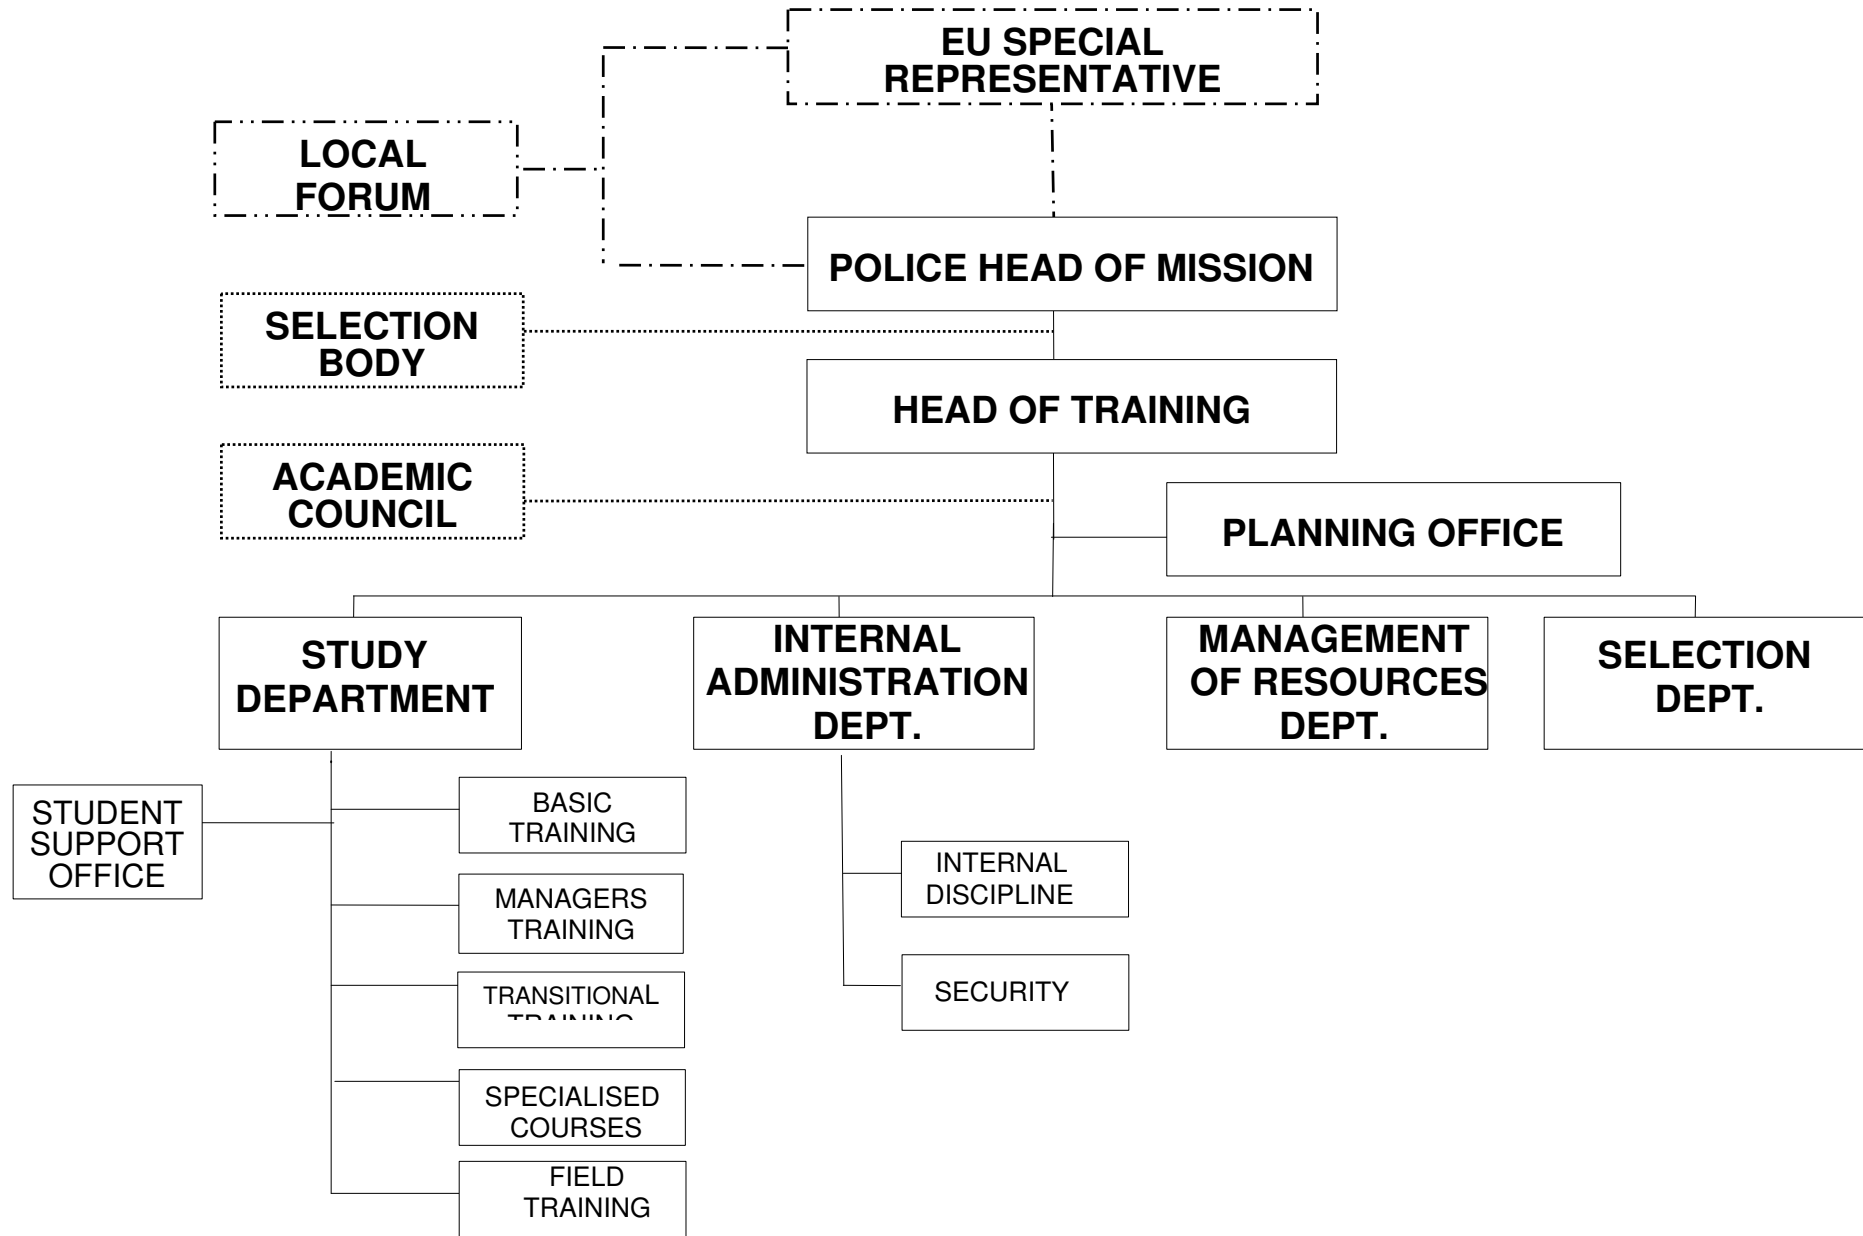 EU SPECIAL
REPRESENTATIVE
LOCAL
FORUM
POLICE HEAD OF MISSION
SELECTION
BODY
HEAD OF TRAINING
ACADEMIC
COUNCIL
PLANNING OFFICE
STUDY
DEPARTMENT
INTERNAL
ADMINISTRATION
DEPT.
MANAGEMENT
OF RESOURCES
DEPT.
SELECTION
DEPT.
STUDENT
SUPPORT
OFFICE
BASIC
TRAINING
MANAGERS
TRAINING
TRANSITIONAL
TRAINING
SPECIALISED
COURSES
FIELD
TRAINING
INTERNAL
DISCIPLINE
SECURITY